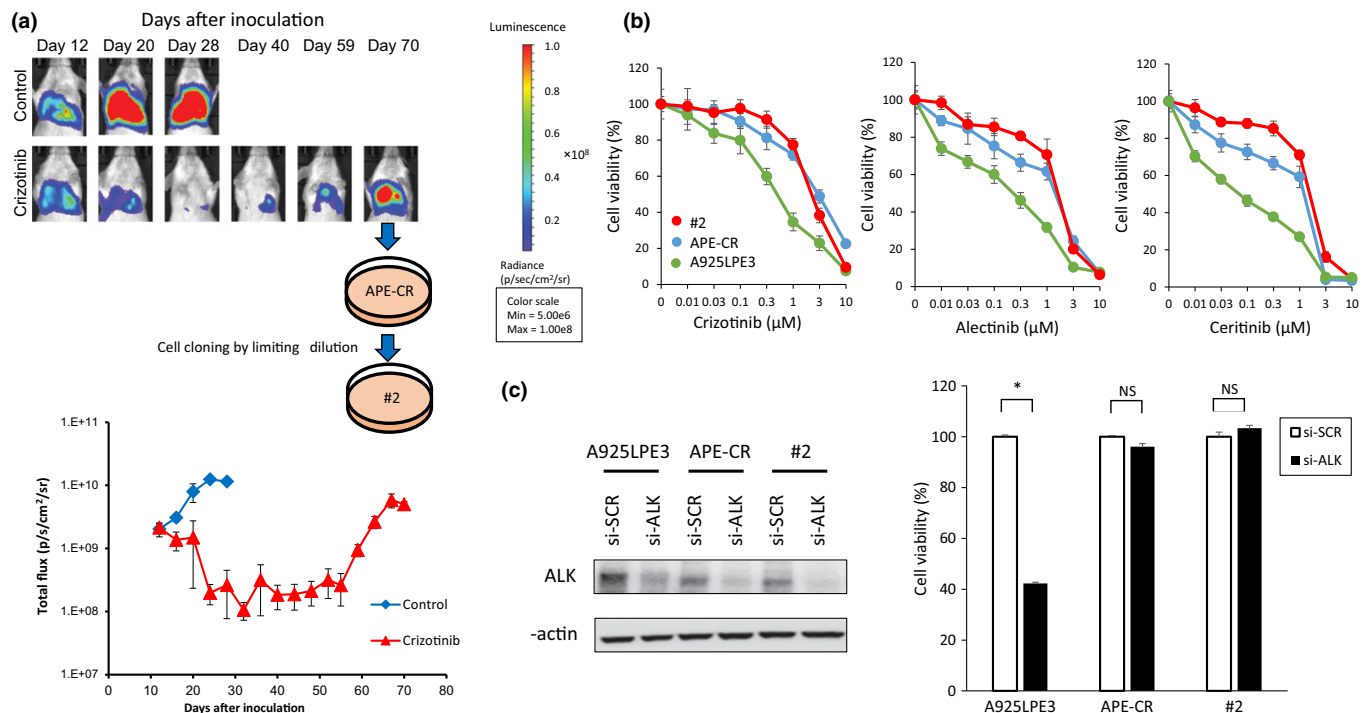 (a)
Days after inoculation
Day 12 Day 20 Day 28 Day 40 Day 59 Day 70
Control
Crizotinib
Luminescence
1.0
0.8
0.6
×10⁸
0.4
0.2
Radiance
(p/sec/cm²/sr)
Color scale
Min = 5.00e6
Max = 1.00e8
APE-CR
Cell cloning by limiting dilution
#2
Total flux (p/s/cm²/sr)
1.E+11
1.E+10
1.E+09
1.E+08
1.E+07
0 10 20 30 40 50 60 70 80
Days after inoculation
Control
Crizotinib
(b)
Cell viability (%)
120
100
80
60
40
20
0
#2
APE-CR
A925LPE3
0 0.01 0.03 0.1 0.3 1 3 10
Crizotinib (µM)
Cell viability (%)
120
100
80
60
40
20
0
0 0.01 0.03 0.1 0.3 1 3 10
Alectinib (µM)
Cell viability (%)
120
100
80
60
40
20
0
0 0.01 0.03 0.1 0.3 1 3 10
Ceritinib (µM)
(c)
A925LPE3 APE-CR #2
si-SCR si-ALK si-SCR si-ALK si-SCR si-ALK
ALK
-actin
Cell viability (%)
120
100
80
60
40
20
0
* NS NS
si-SCR
si-ALK
A925LPE3 APE-CR #2